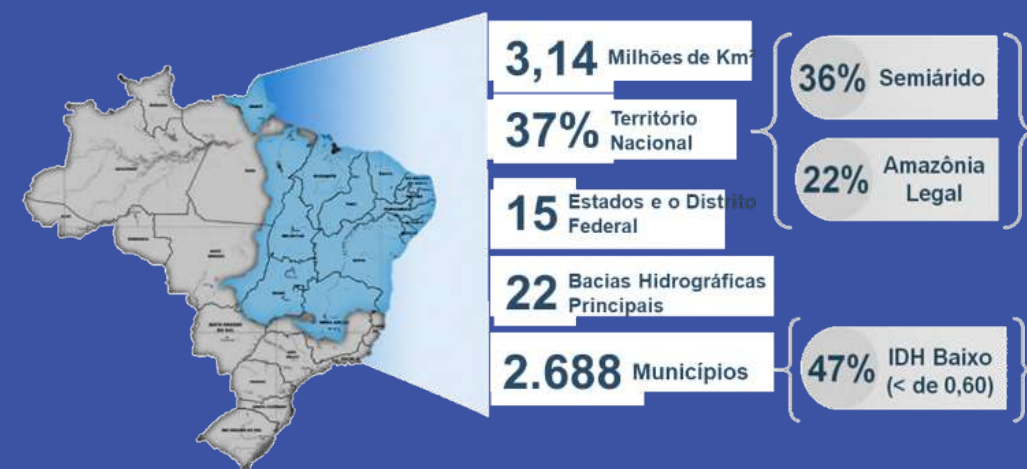 3,14 Milhões de Km²
37% Território
Nacional
15 Estados e o Distrito
Federal
22 Bacias Hidrográficas
Principais
2.688 Municípios
36% Semiárido
22% Amazônia
Legal
47% IDH Baixo
(< de 0,60)